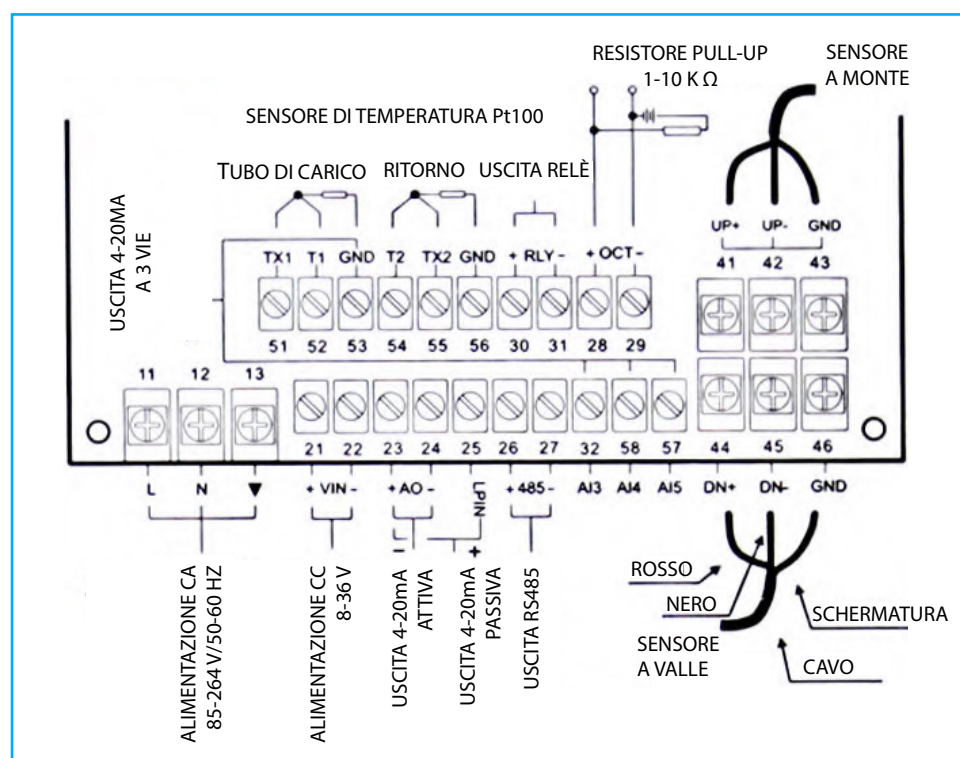 RESISTORE PULL-UP
1-10 K Ω
SENSORE
A MONTE
SENSORE DI TEMPERATURA Pt100
TUBO DI CARICO
RITORNO
USCITA RELÈ
USCITA 4-20MA
A 3 VIE
UP+ UP- GND
41 42 43
TX1 T1 GND T2 TX2 GND + RLY - + OCT -
51 52 53 54 55 56 30 31 28 29
11 12 13
21 22 23 24 25 26 27 32 58 57 44 45 46
L N ▼
+ VIN - + AO - LPIN + 485 - AI3 AI4 AI5 DN+ DN- GND
- +
ALIMENTAZIONE CA
85-264 V/50-60 HZ
ALIMENTAZIONE CC
8-36 V
USCITA 4-20mA
ATTIVA
USCITA 4-20mA
PASSIVA
USCITA RS485
ROSSO
NERO
SENSORE
A VALLE
SCHERMATURA
CAVO